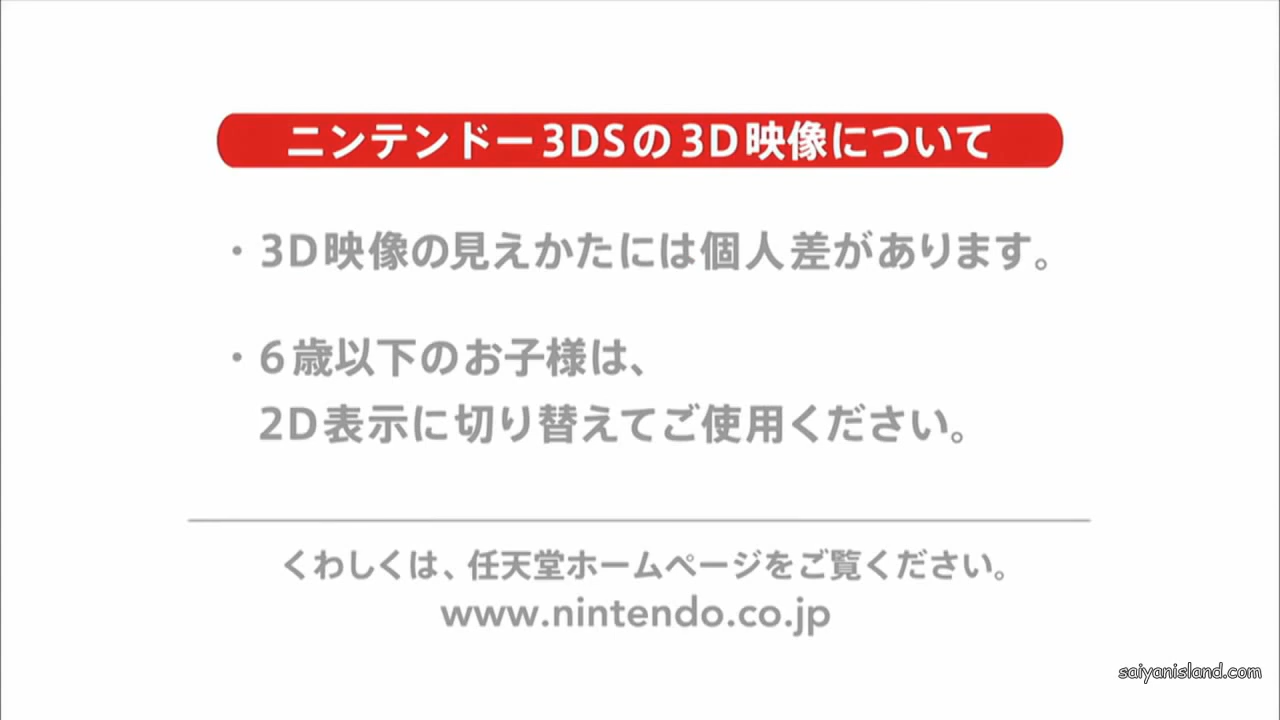 ニンテンドー3DSの3D映像について
・3D映像の見えかたには個人差があります。
・6歳以下のお子様は、
2D表示に切り替えてご使用ください。
くわしくは、任天堂ホームページをご覧ください。
www.nintendo.co.jp
saiyanisland.com